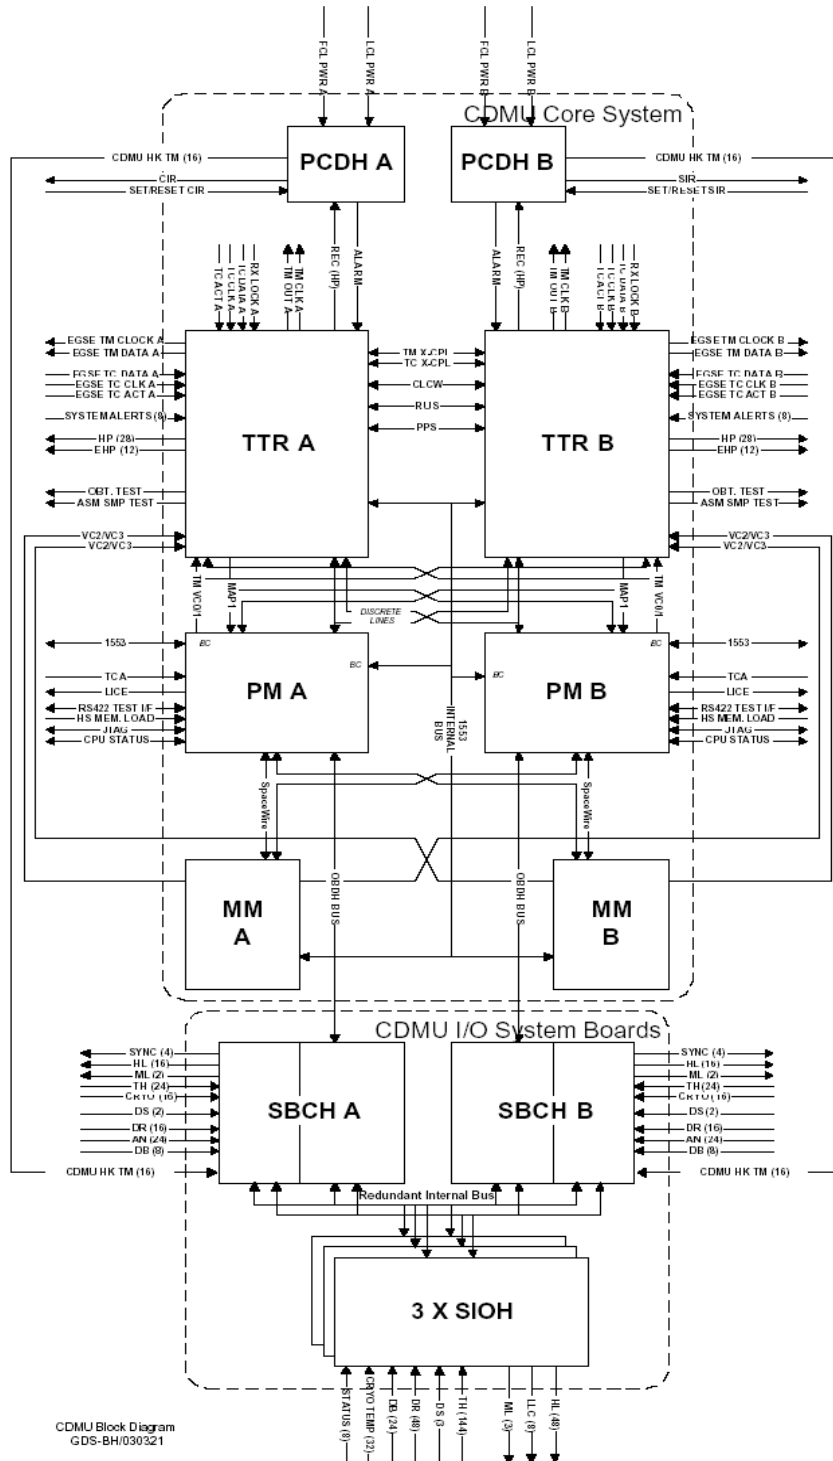 FCL PWR A
LCL PWR A
FCL PWR B
LCL PWR B
CDMU Core System
PCDH A
PCDH B
CDMU HK TM (16)
CIR
SET/RESET CIR
CDMU HK TM (16)
SIR
SET/RESET SIR
REC (HP)
ALARM
ALARM
REC (HP)
TC ACT A
TC CLK A
TC DATA A
RX LOCK A
TM OUT A
TM CLK A
TM OUT B
TM CLK B
TC ACT B
TC CLK B
TC DATA B
RX LOCK B
EGSE TM CLOCK A
EGSE TM DATA A
EGSE TC DATA A
EGSE TC CLK A
EGSE TC ACT A
SYSTEM ALERTS (8)
HP (28)
EHP (12)
OBT. TEST
ASM SMP TEST
VC2/VC3
VC2/VC3
TTR A
TM X-CPL
TC X-CPL
CLCW
RUS
PPS
TTR B
EGSE TM CLOCK B
EGSE TM DATA B
EGSE TC DATA B
EGSE TC CLK B
EGSE TC ACT B
SYSTEM ALERTS (8)
HP (28)
EHP (12)
OBT. TEST
ASM SMP TEST
VC2/VC3
VC2/VC3
TM VC0/1
MAP1
DISCRETE
LINES
MAP1
TM VC0/1
1553
TCA
LICE
RS422 TEST I/F
HS MEM. LOAD
JTAG
CPU STATUS
BC
BC
PM A
BC
BC
PM B
1553
TCA
LICE
RS422 TEST I/F
HS MEM. LOAD
JTAG
CPU STATUS
1553
INTERNAL
BUS
SpaceWire
SpaceWire
MM
A
OBDH BUS
OBDH BUS
MM
B
CDMU I/O System Boards
SYNC (4)
HL (16)
ML (2)
TH (24)
CRYO (16)
DS (2)
DR (16)
AN (24)
DB (8)
CDMU HK TM (16)
SBCH A
SBCH B
SYNC (4)
HL (16)
ML (2)
TH (24)
CRYO (16)
DS (2)
DR (16)
AN (24)
DB (8)
CDMU HK TM (16)
Redundant Internal Bus
3 X SIOH
STATUS (8)
CRYO TEMP (32)
DB (24)
DR (48)
DS (3
TH (144)
ML (3)
LLC (8)
HL (48)
CDMU Block Diagram
GDS-BH/030321